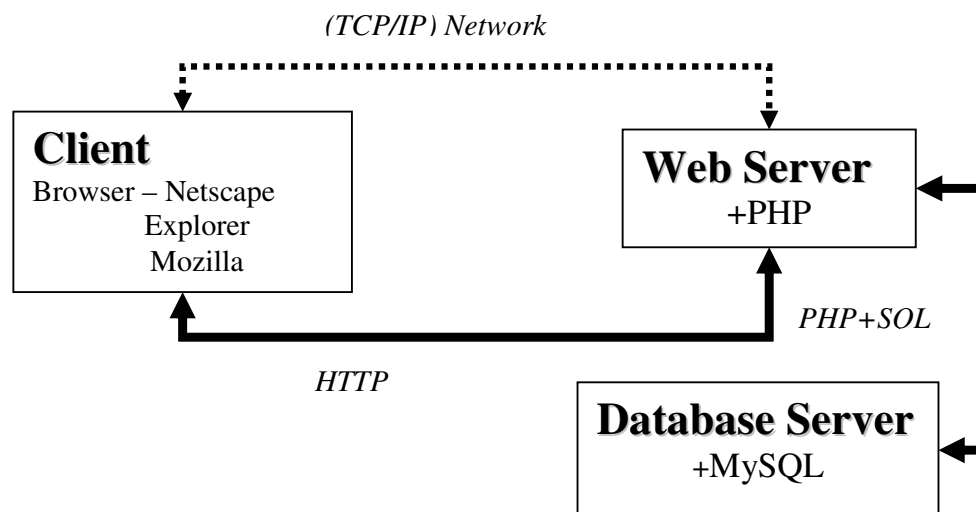 (TCP/IP) Network
Client
Browser – Netscape
Explorer
Mozilla
Web Server
+PHP
PHP+SOL
HTTP
Database Server
+MySQL